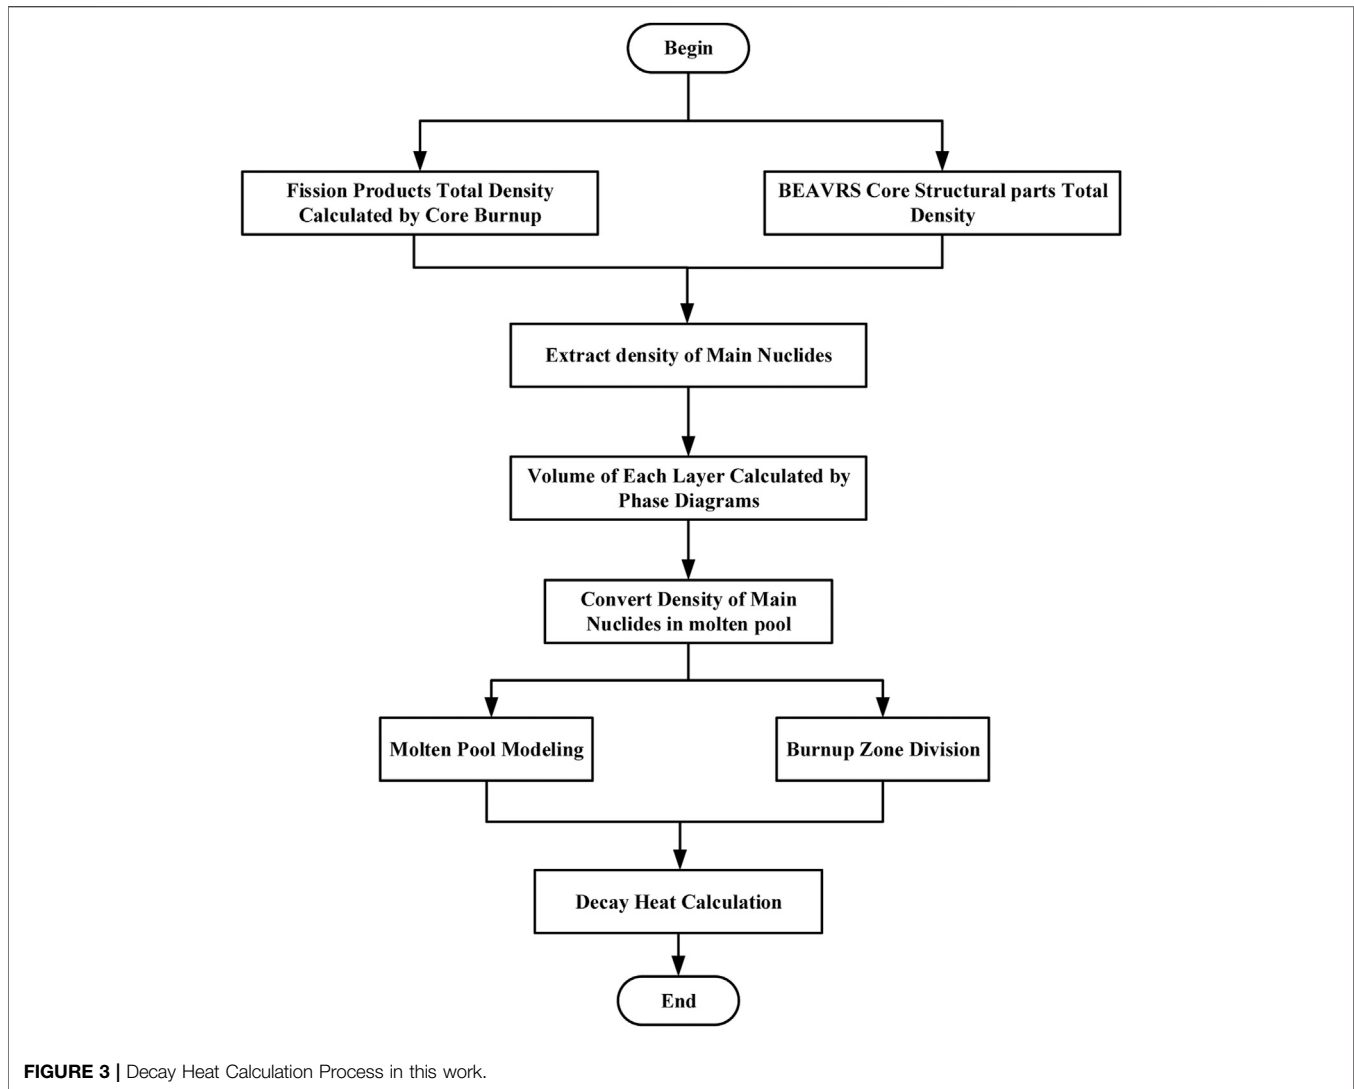 Begin
Fission Products Total Density
Calculated by Core Burnup
BEAVRS Core Structural parts Total
Density
Extract density of Main Nuclides
Volume of Each Layer Calculated by
Phase Diagrams
Convert Density of Main
Nuclides in molten pool
Molten Pool Modeling
Burnup Zone Division
Decay Heat Calculation
End
FIGURE 3 | Decay Heat Calculation Process in this work.